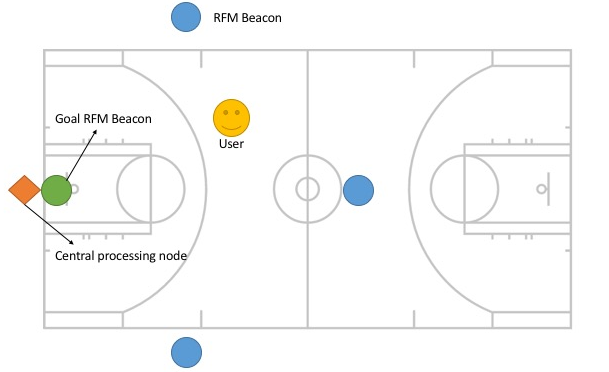 RFM Beacon
Goal RFM Beacon
User
Central processing node